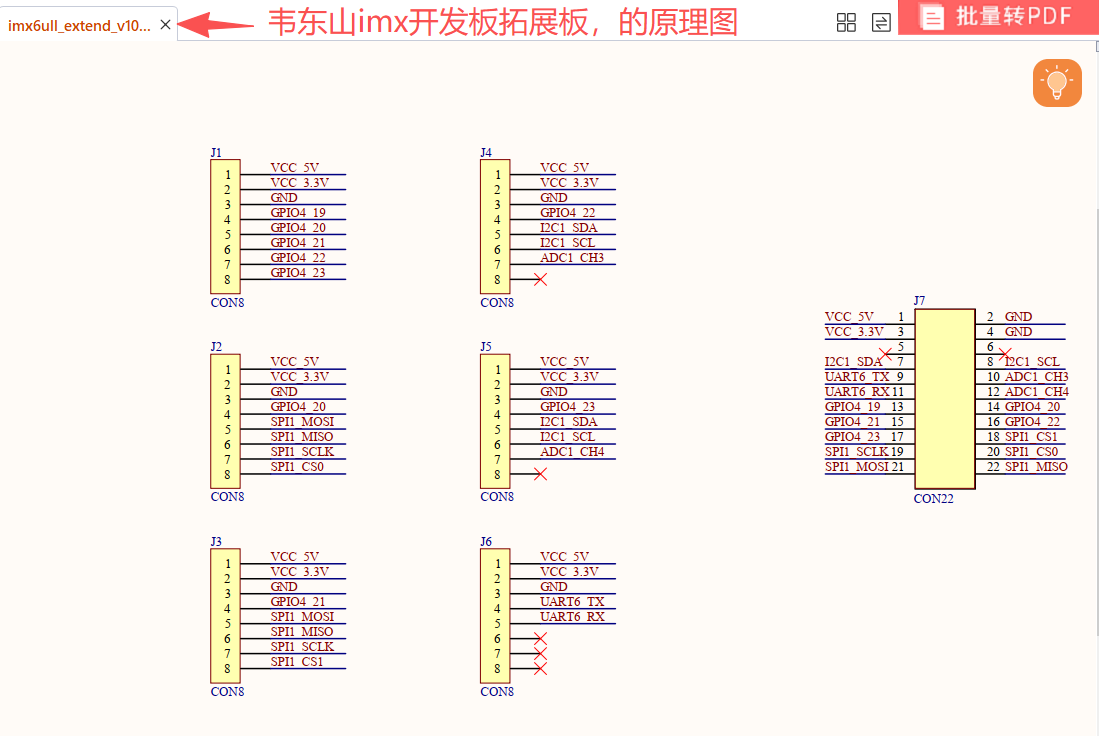 imx6ull_extend_v10...
韦东山imx开发板拓展板，的原理图
批量转PDF
J1
1 VCC_5V
2 VCC_3.3V
3 GND
4 GPIO4_19
5 GPIO4_20
6 GPIO4_21
7 GPIO4_22
8 GPIO4_23
CON8
J4
1 VCC_5V
2 VCC_3.3V
3 GND
4 GPIO4_22
5 I2C1_SDA
6 I2C1_SCL
7 ADC1_CH3
8
CON8
J2
1 VCC_5V
2 VCC_3.3V
3 GND
4 GPIO4_20
5 SPI1_MOSI
6 SPI1_MISO
7 SPI1_SCLK
8 SPI1_CS0
CON8
J5
1 VCC_5V
2 VCC_3.3V
3 GND
4 GPIO4_23
5 I2C1_SDA
6 I2C1_SCL
7 ADC1_CH4
8
CON8
J3
1 VCC_5V
2 VCC_3.3V
3 GND
4 GPIO4_21
5 SPI1_MOSI
6 SPI1_MISO
7 SPI1_SCLK
8 SPI1_CS1
CON8
J6
1 VCC_5V
2 VCC_3.3V
3 GND
4 UART6_TX
5 UART6_RX
6
7
8
CON8
J7
VCC_5V 1 2 GND
VCC_3.3V 3 4 GND
5 6
I2C1_SDA 7 8 I2C1_SCL
UART6_TX 9 10 ADC1_CH3
UART6_RX 11 12 ADC1_CH4
GPIO4_19 13 14 GPIO4_20
GPIO4_21 15 16 GPIO4_22
GPIO4_23 17 18 SPI1_CS1
SPI1_SCLK 19 20 SPI1_CS0
SPI1_MOSI 21 22 SPI1_MISO
CON22